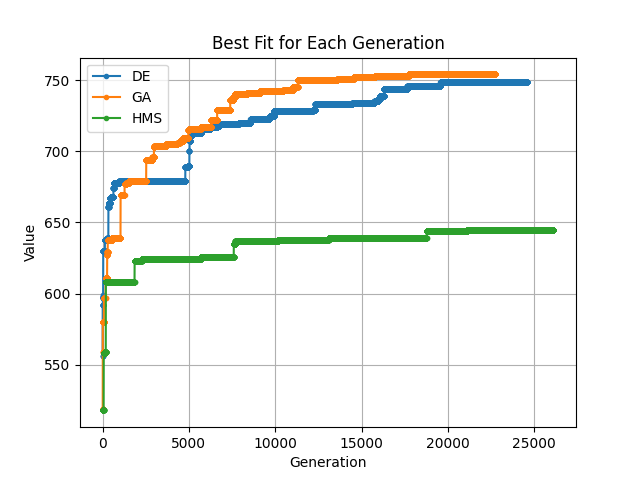 Best Fit for Each Generation
DE
GA
HMS
750
700
650
600
550
Value
0 5000 10000 15000 20000 25000
Generation